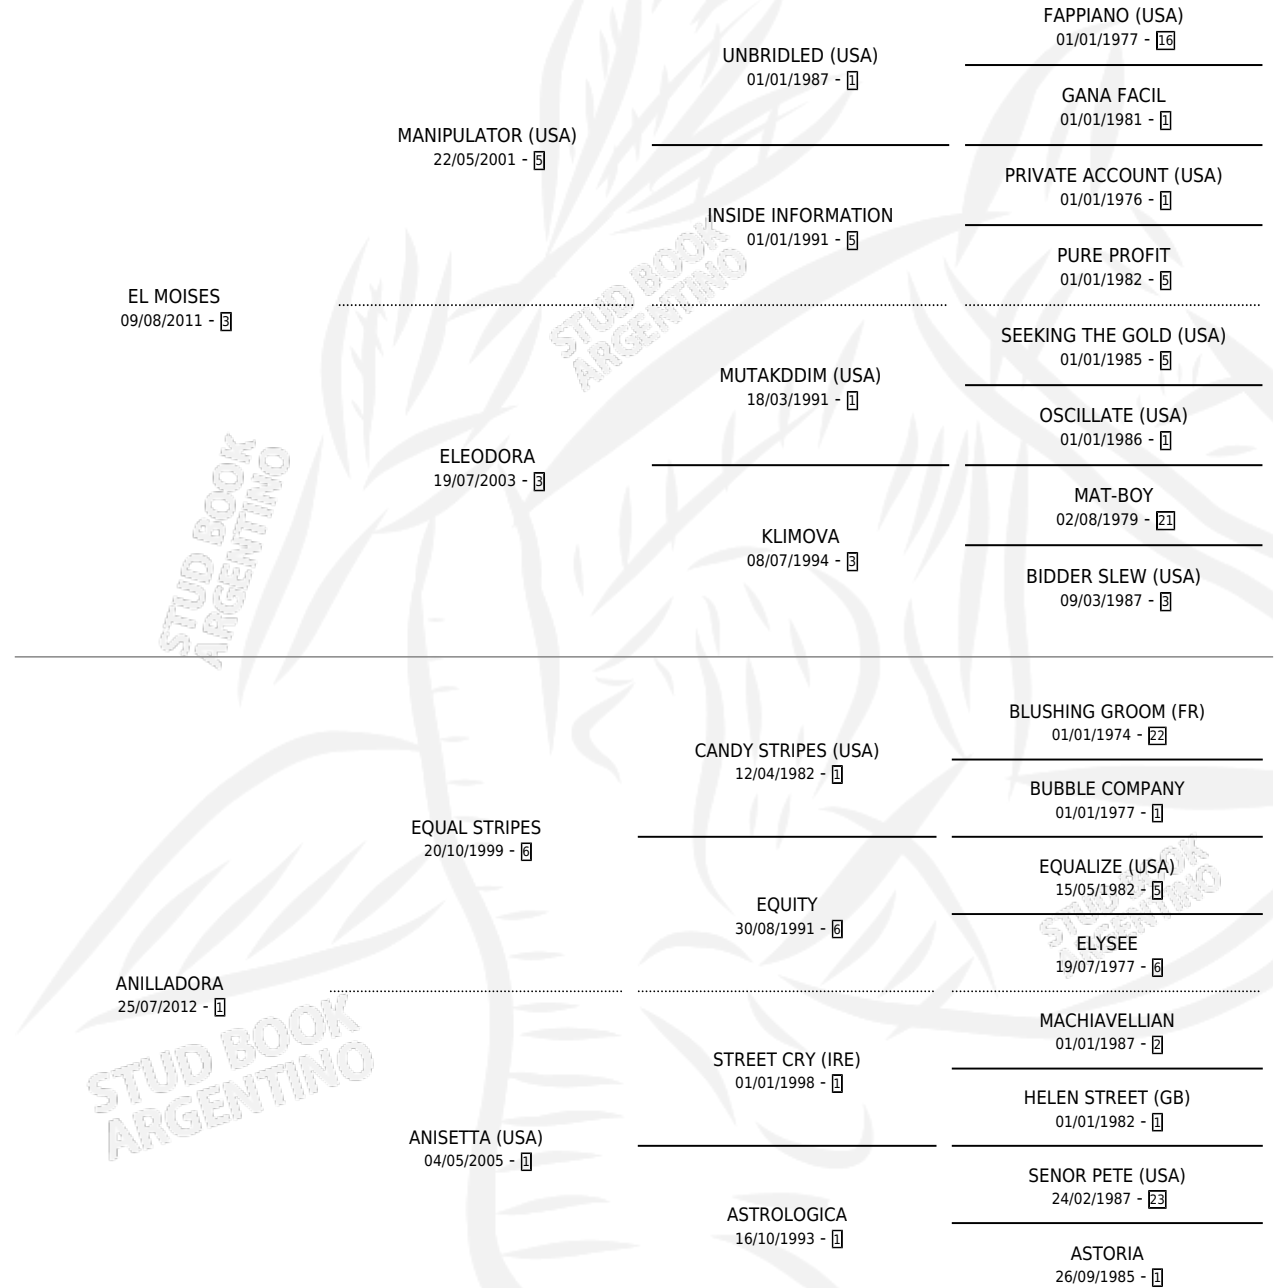 FAPPIANO (USA)
01/01/1977 - 16
UNBRIDLED (USA)
01/01/1987 - 1
GANA FACIL
01/01/1981 - 1
MANIPULATOR (USA)
22/05/2001 - 5
PRIVATE ACCOUNT (USA)
01/01/1976 - 1
INSIDE INFORMATION
01/01/1991 - 5
PURE PROFIT
01/01/1982 - 5
EL MOISES
09/08/2011 - 3
STUD BOOK
ARGENTINO
SEEKING THE GOLD (USA)
01/01/1985 - 5
MUTAKDDIM (USA)
18/03/1991 - 1
OSCILLATE (USA)
01/01/1986 - 1
ELEODORA
19/07/2003 - 3
MAT-BOY
02/08/1979 - 21
KLIMOVA
08/07/1994 - 3
BIDDER SLEW (USA)
09/03/1987 - 3
STUD BOOK
ARGENTINO
BLUSHING GROOM (FR)
01/01/1974 - 22
CANDY STRIPES (USA)
12/04/1982 - 1
BUBBLE COMPANY
01/01/1977 - 1
EQUAL STRIPES
20/10/1999 - 6
EQUALIZE (USA)
15/05/1982 - 5
EQUITY
30/08/1991 - 6
ELYSEE
19/07/1977 - 6
STUD BOOK
ARGENTINO
ANILLADORA
25/07/2012 - 1
MACHIAVELLIAN
01/01/1987 - 2
STREET CRY (IRE)
01/01/1998 - 1
HELEN STREET (GB)
01/01/1982 - 1
STUD BOOK
ARGENTINO
ANISETTA (USA)
04/05/2005 - 1
SENOR PETE (USA)
24/02/1987 - 23
ASTROLOGICA
16/10/1993 - 1
ASTORIA
26/09/1985 - 1